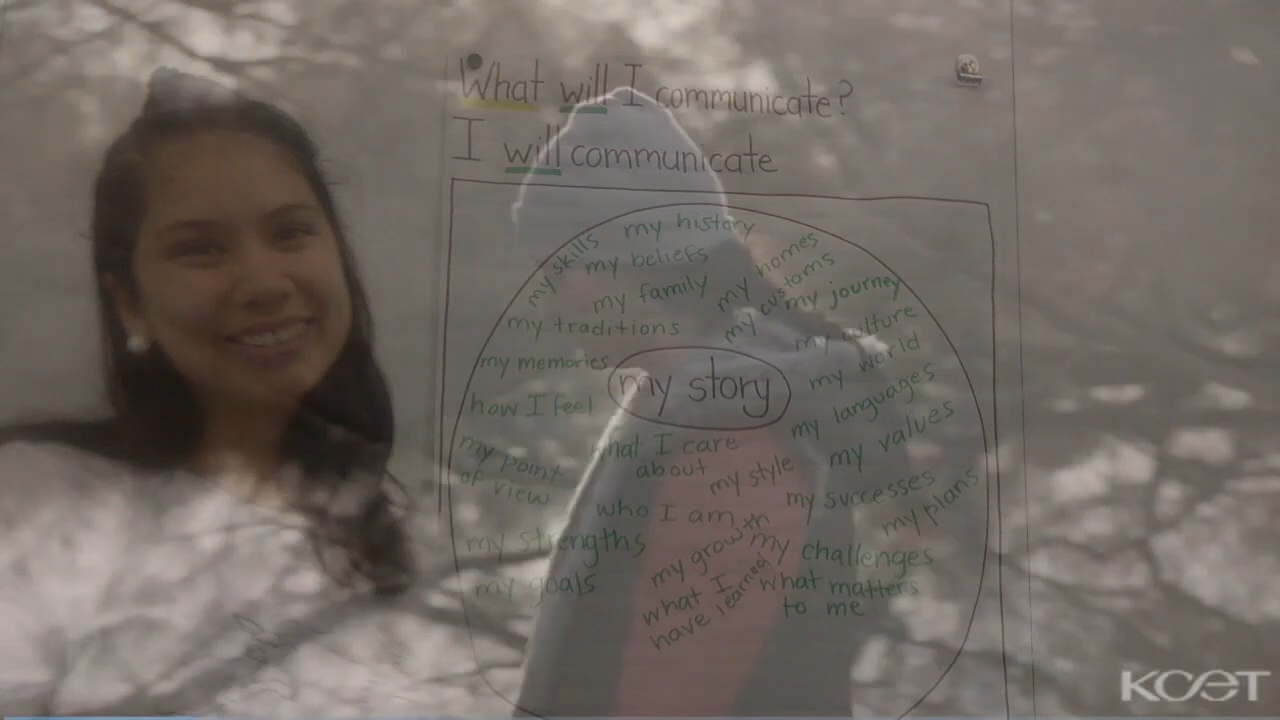 What will I communicate?
I will communicate
my history
my skills
my beliefs
my homes
my family
my customs
my journey
my traditions
my culture
my memories
my world
my story
how I feel
my languages
what I care
about
my values
my point
of view
my style
my successes
my plans
who I am
my strengths
my growth
my challenges
my goals
what I
have learned
what matters
to me
KCET